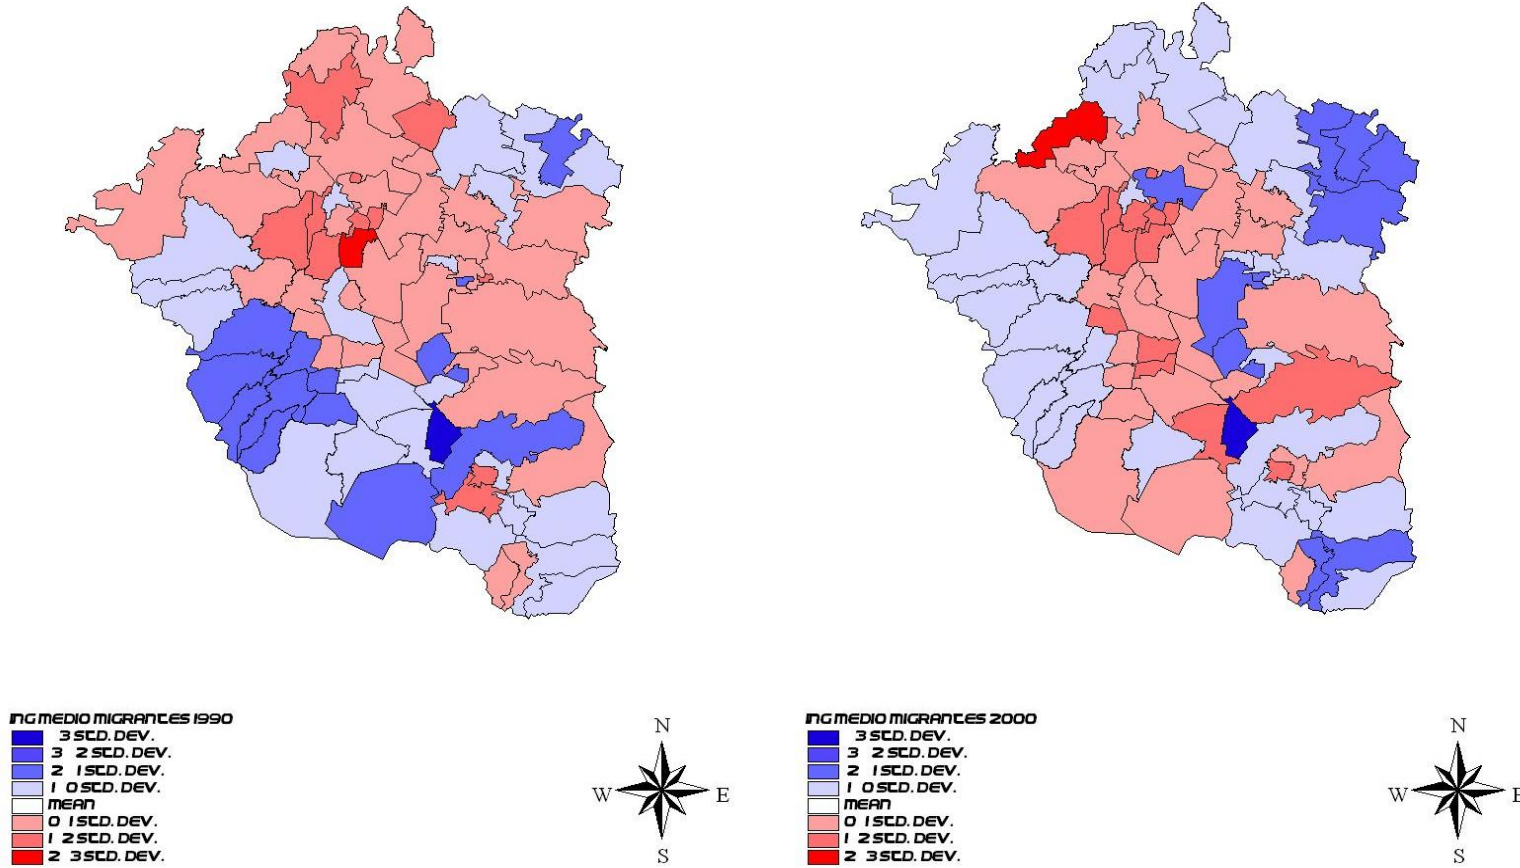 ING MEDIO MIGRANTES 1990
3 STD. DEV.
3 2 STD. DEV.
2 1 STD. DEV.
1 0 STD. DEV.
MEAN
0 1 STD. DEV.
1 2 STD. DEV.
2 3 STD. DEV.
N
W E
S
ING MEDIO MIGRANTES 2000
3 STD. DEV.
3 2 STD. DEV.
2 1 STD. DEV.
1 0 STD. DEV.
MEAN
0 1 STD. DEV.
1 2 STD. DEV.
2 3 STD. DEV.
N
W E
S